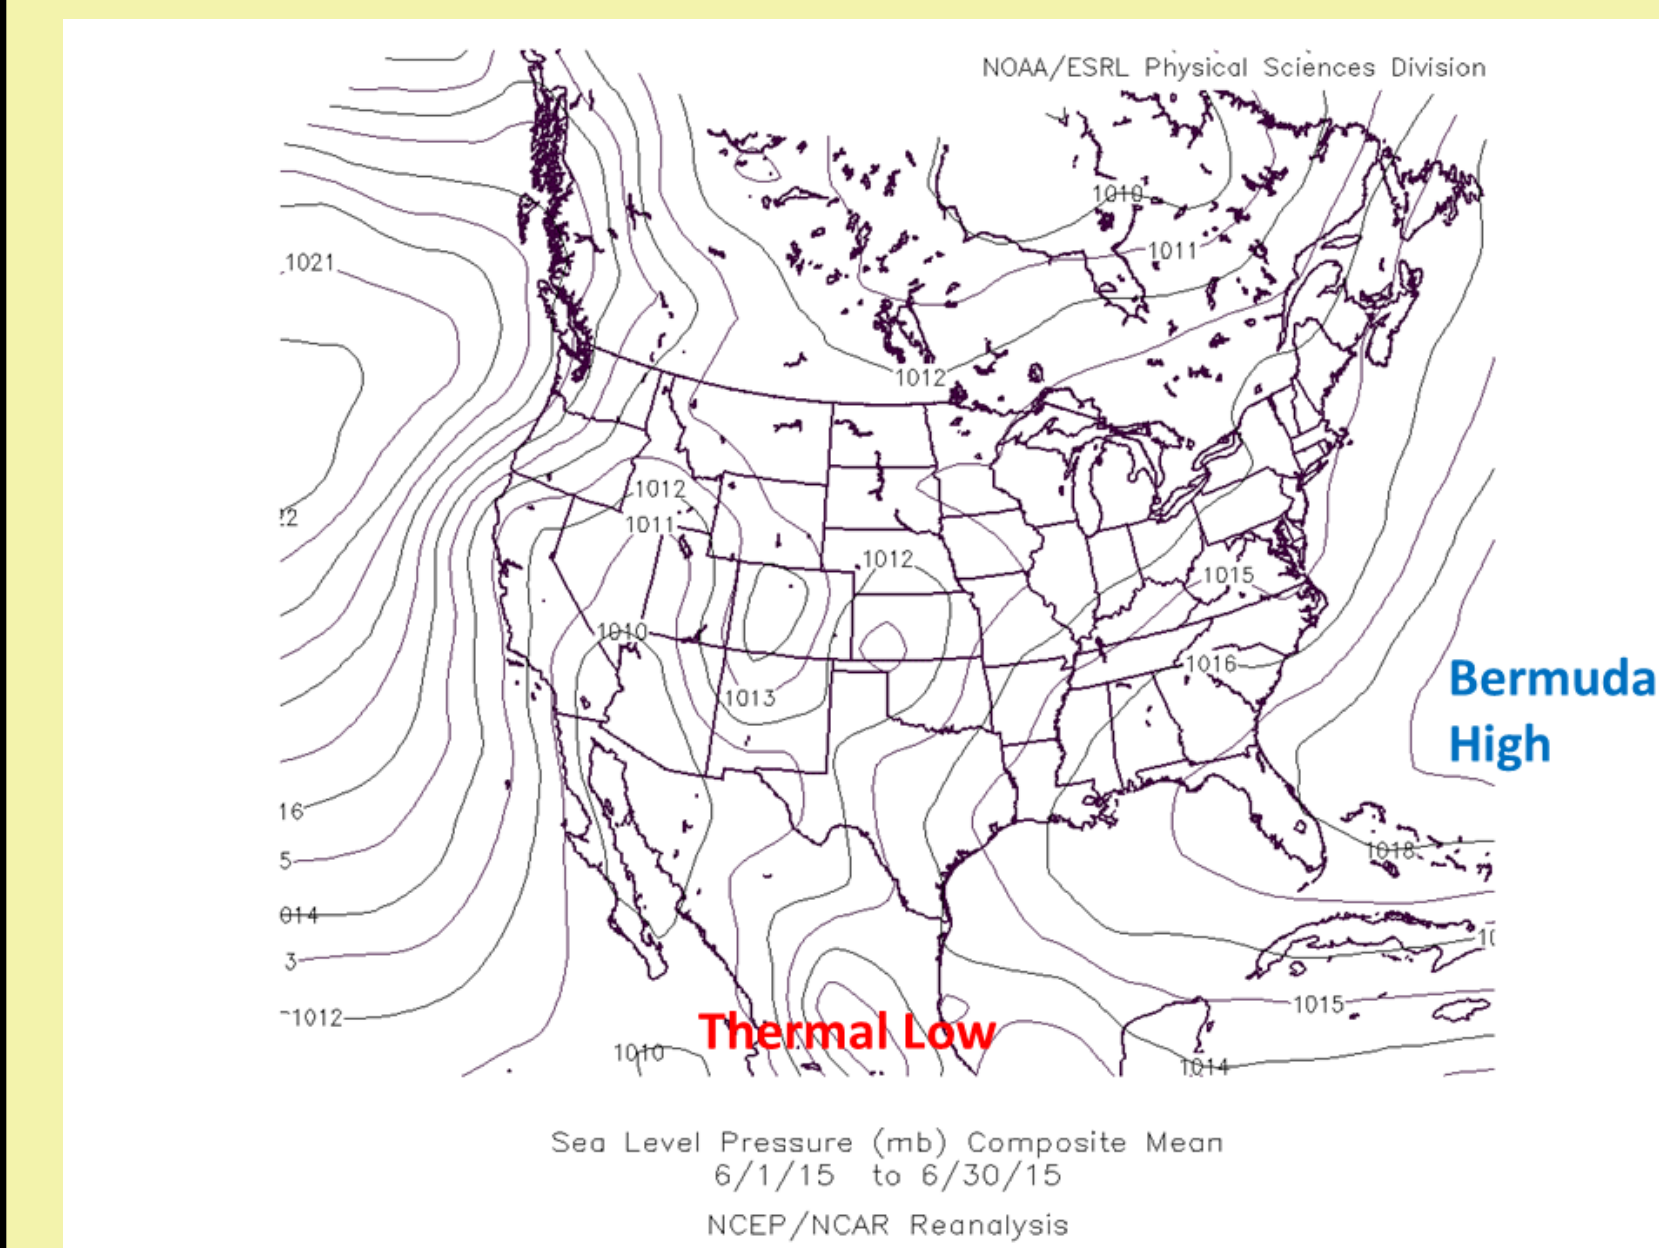 NOAA/ESRL Physical Sciences Division
1010
1011
1021
1012
1012
1011
1012
1015
1010
1016
Bermuda
High
1013
16
5
1018
014
3
1015
Thermal Low
1012
1010
1014
Sea Level Pressure (mb) Composite Mean
6/1/15 to 6/30/15
NCEP/NCAR Reanalysis